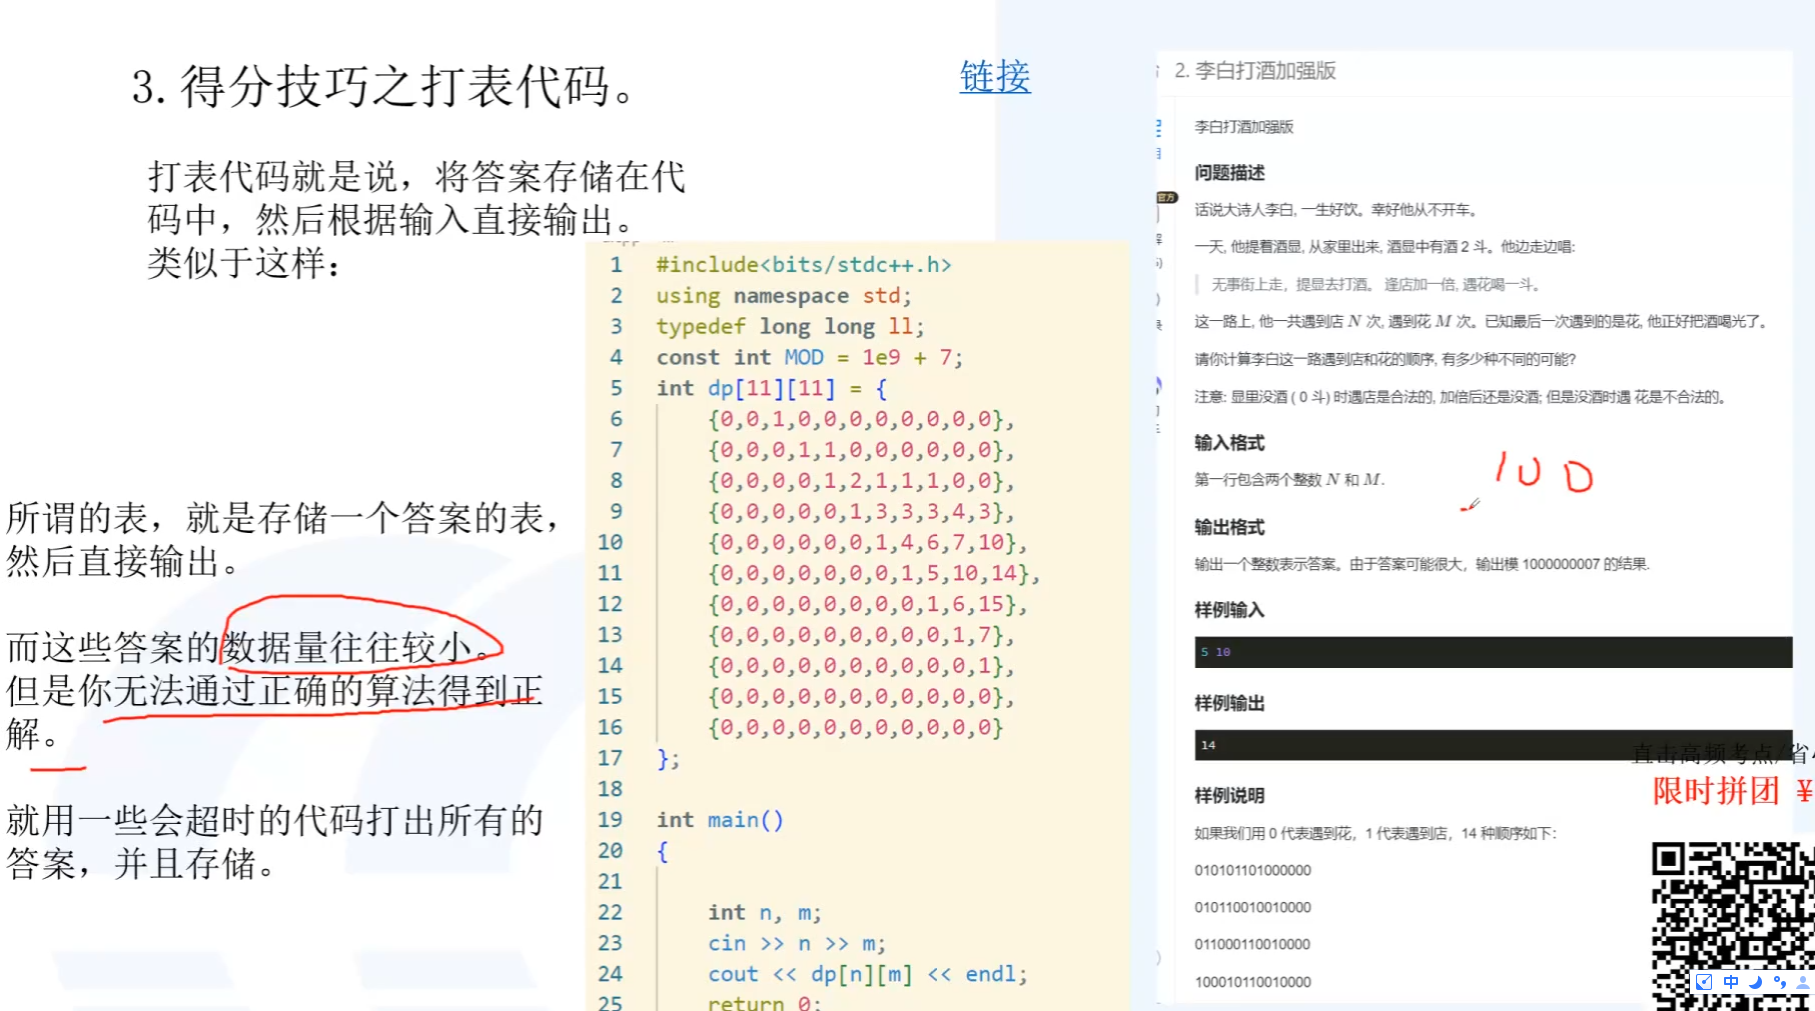 3. 得分技巧之打表代码。
链接
打表代码就是说，将答案存储在代
码中，然后根据输入直接输出。
类似于这样：
所谓的表，就是存储一个答案的表，
然后直接输出。
而这些答案的数据量往往较小。
但是你无法通过正确的算法得到正
解。
就用一些会超时的代码打出所有的
答案，并且存储。
1 #include<bits/stdc++.h>
2 using namespace std;
3 typedef long long ll;
4 const int MOD = 1e9 + 7;
5 int dp[11][11] = {
6 {0,0,1,0,0,0,0,0,0,0,0},
7 {0,0,0,1,1,0,0,0,0,0,0},
8 {0,0,0,0,1,2,1,1,1,0,0},
9 {0,0,0,0,0,1,3,3,3,4,3},
10 {0,0,0,0,0,0,1,4,6,7,10},
11 {0,0,0,0,0,0,0,1,5,10,14},
12 {0,0,0,0,0,0,0,0,1,6,15},
13 {0,0,0,0,0,0,0,0,0,1,7},
14 {0,0,0,0,0,0,0,0,0,0,1},
15 {0,0,0,0,0,0,0,0,0,0,0},
16 {0,0,0,0,0,0,0,0,0,0,0}
17 };
18
19 int main()
20 {
21
22 int n, m;
23 cin >> n >> m;
24 cout << dp[n][m] << endl;
25 return 0;
2. 李白打酒加强版
李白打酒加强版
问题描述
官方
话说大诗人李白, 一生好饮。幸好他从不开车。
一天, 他提着酒显, 从家里出来, 酒显中有酒 2 斗。他边走边唱:
无事街上走，提显去打酒。 逢店加一倍, 遇花喝一斗。
这一路上, 他一共遇到店 N 次, 遇到花 M 次。已知最后一次遇到的是花, 他正好把酒喝光了。
请你计算李白这一路遇到店和花的顺序, 有多少种不同的可能?
注意: 显里没酒 ( 0 斗) 时遇店是合法的, 加倍后还是没酒; 但是没酒时遇 花是不合法的。
输入格式
第一行包含两个整数 N 和 M.
100
输出格式
输出一个整数表示答案。由于答案可能很大，输出模 1000000007 的结果.
样例输入
5 10
样例输出
14
直击高频考点/省
限时拼团 ¥
样例说明
如果我们用 0 代表遇到花，1 代表遇到店，14 种顺序如下:
010101101000000
010110010010000
011000110010000
100010110010000
中